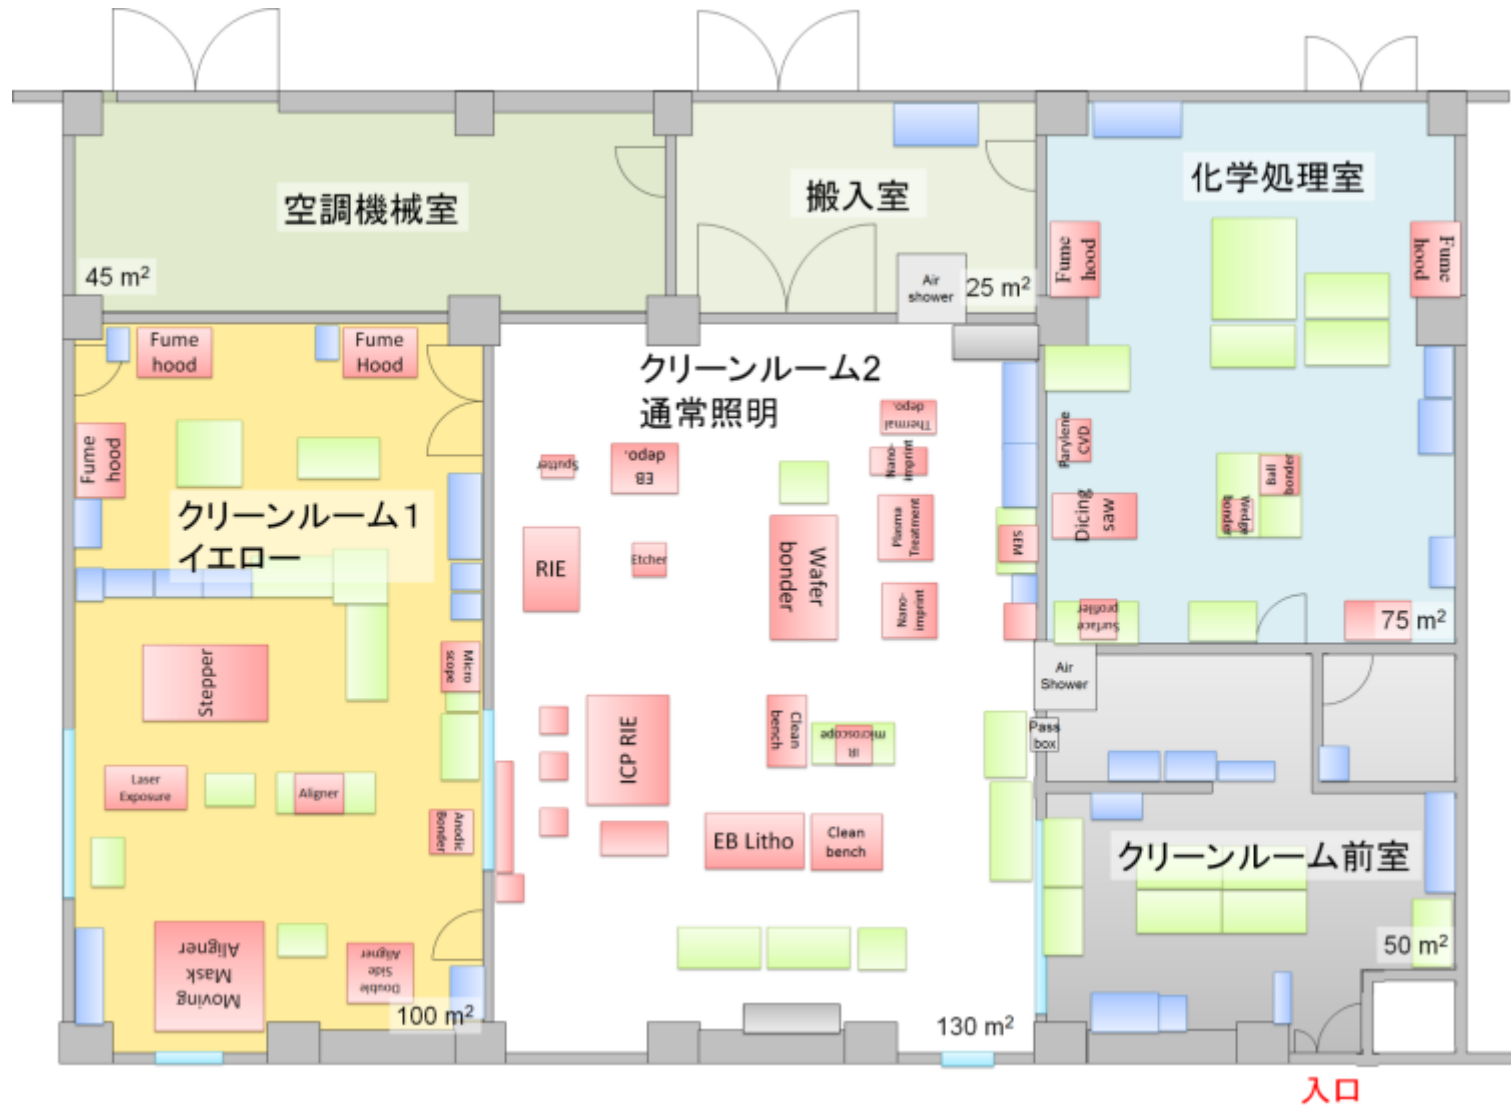 空調機械室
45 m²
搬入室
Air
shower
25 m²
化学処理室
Fume
hood
Fume
hood
Parylene
CVD
Dicing
saw
Ball
bonder
Wedge
bonder
Surface
profiler
75 m²
Fume
hood
Fume
Hood
Fume
hood
クリーンルーム1
イエロー
Stepper
Micro
scope
Laser
Exposure
Aligner
Anodic
Bonder
Moving
Mask
Aligner
Double
Side
Aligner
100 m²
クリーンルーム2
通常照明
Thermal
depo.
Sputter
EB
depo.
Nano-
imprint
RIE
Etcher
Wafer
bonder
Plasma
Treatment
SEM
Nano-
imprint
ICP RIE
Clean
bench
IR
microscope
EB Litho
Clean
bench
130 m²
Air
Shower
Pass
box
クリーンルーム前室
50 m²
入口